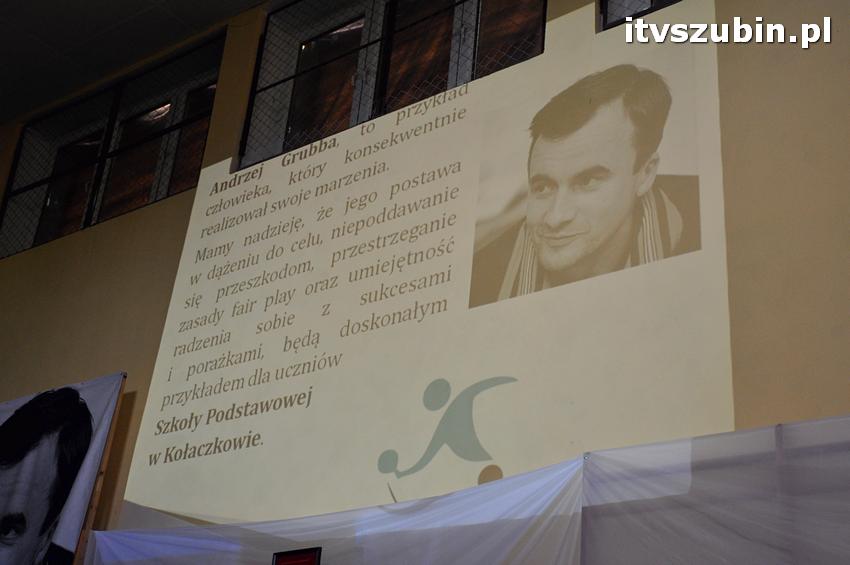 itvszubin.pl
Andrzej Grubba, to przykład
człowieka, który konsekwentnie
realizował swoje marzenia.
Mamy nadzieję, że jego postawa
w dążeniu do celu, niepoddawanie
się przeszkodom, przestrzeganie
zasady fair play oraz umiejętność
radzenia sobie z sukcesami
i porażkami, będą doskonałym
przykładem dla uczniów
Szkoły Podstawowej
w Kołaczkowie.